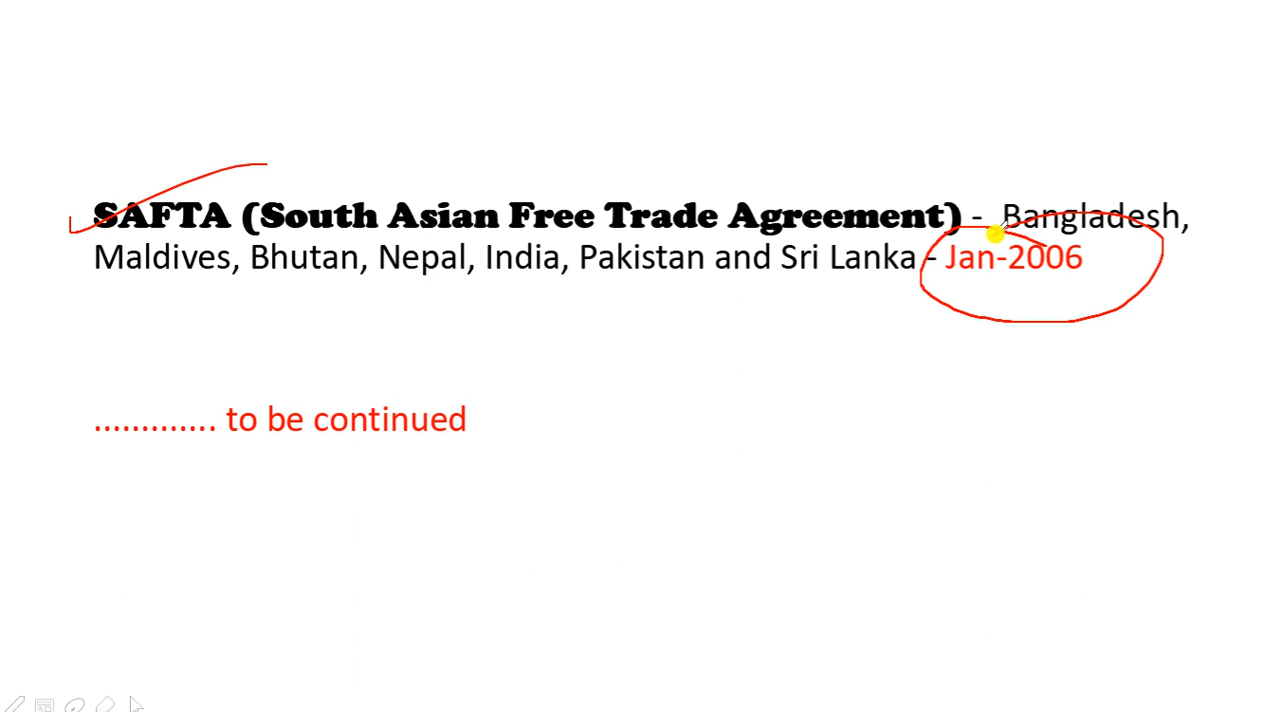 SAFTA (South Asian Free Trade Agreement) - Bangladesh,
Maldives, Bhutan, Nepal, India, Pakistan and Sri Lanka - Jan-2006
............. to be continued